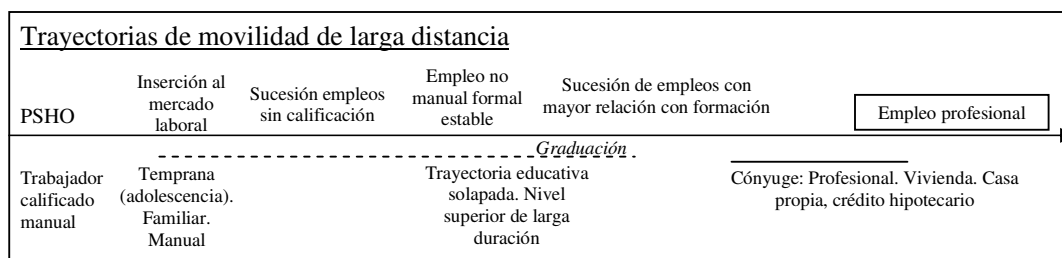 Trayectorias de movilidad de larga distancia
PSHO
Inserción al
mercado
laboral
Sucesión empleos
sin calificación
Empleo no
manual formal
estable
Sucesión de empleos con
mayor relación con formación
Empleo profesional
Graduación
Trabajador
calificado
manual
Temprana
(adolescencia).
Familiar.
Manual
Trayectoria educativa
solapada. Nivel
superior de larga
duración
Cónyuge: Profesional. Vivienda. Casa
propia, crédito hipotecario